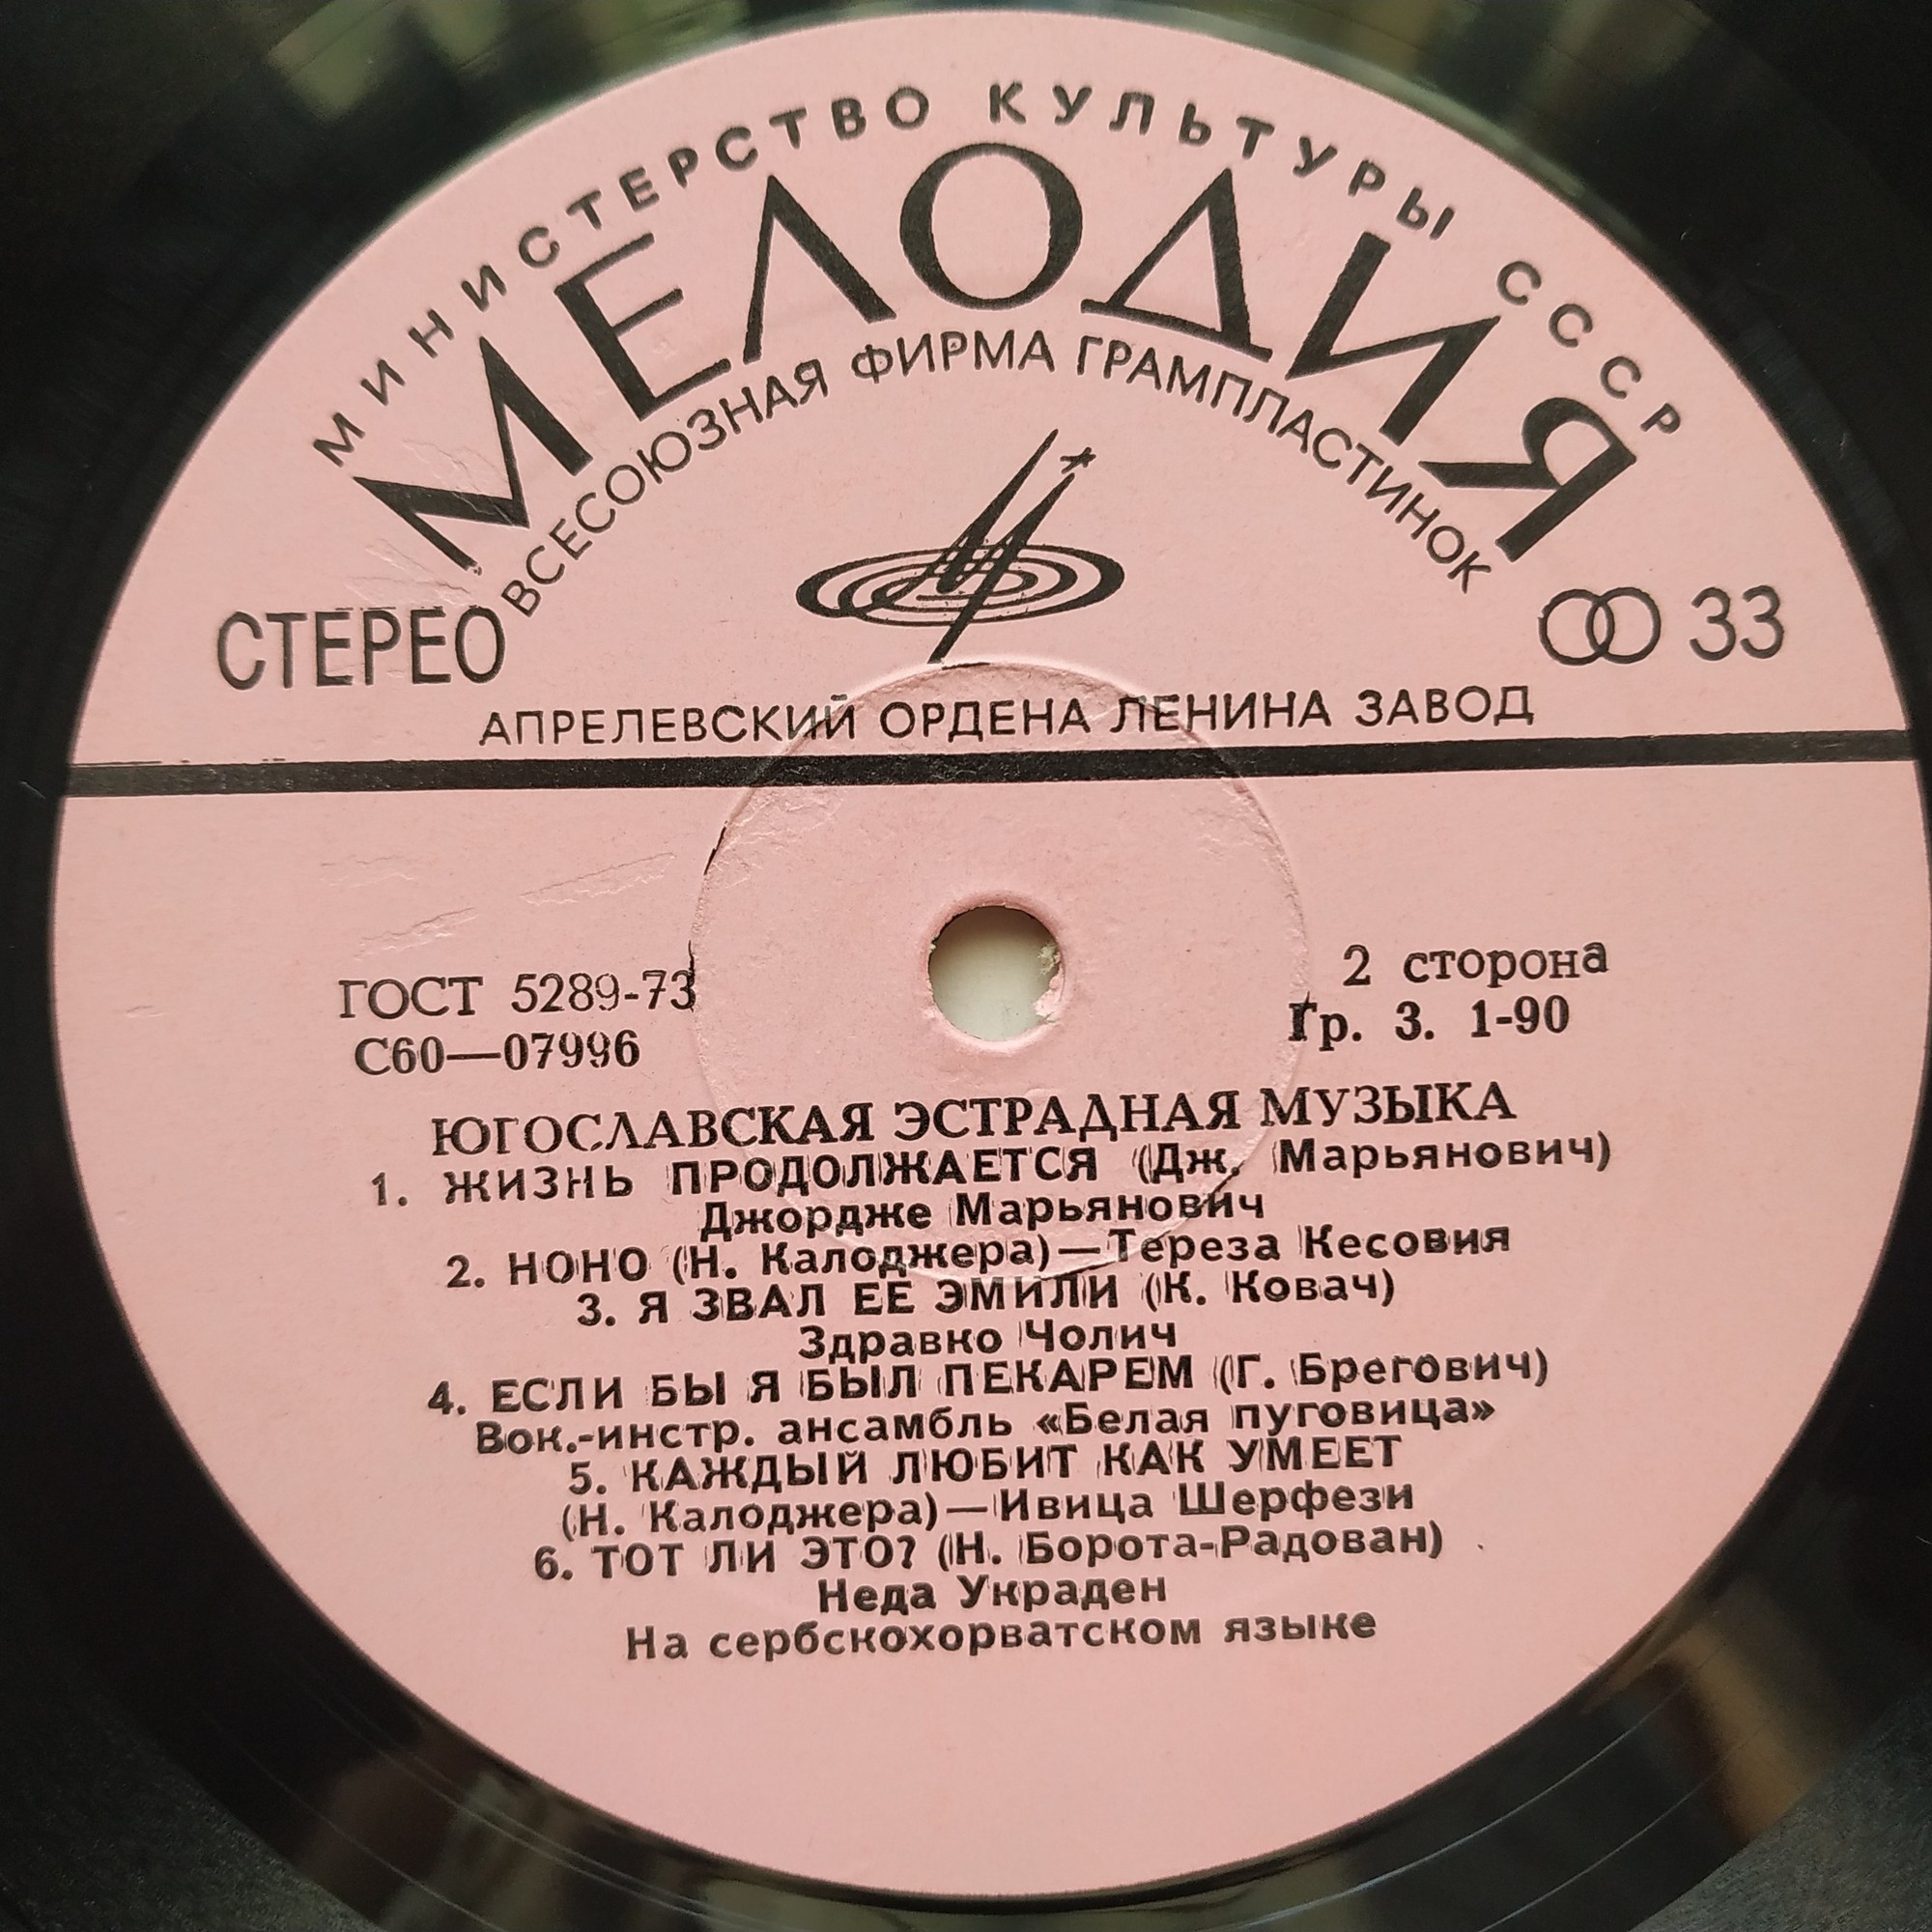 МИНИСТЕРСТВО КУЛЬТУРЫ СССР
МЕЛОДИЯ
ВСЕСОЮЗНАЯ ФИРМА ГРАМПЛАСТИНОК
СТЕРЕО
33
АПРЕЛЕВСКИЙ ОРДЕНА ЛЕНИНА ЗАВОД
ГОСТ 5289-73
С60—07996
2 сторона
Гр. 3. 1-90
ЮГОСЛАВСКАЯ ЭСТРАДНАЯ МУЗЫКА
1. ЖИЗНЬ ПРОДОЛЖАЕТСЯ (Дж. Марьянович)
Джордже Марьянович
2. НОНО (Н. Калоджера)—Тереза Кесовия
3. Я ЗВАЛ ЕЕ ЭМИЛИ (К. Ковач)
Здравко Чолич
4. ЕСЛИ БЫ Я БЫЛ ПЕКАРЕМ (Г. Брегович)
Вок.-инстр. ансамбль «Белая пуговица»
5. КАЖДЫЙ ЛЮБИТ КАК УМЕЕТ
(Н. Калоджера)—Ивица Шерфези
6. ТОТ ЛИ ЭТО? (Н. Борота-Радован)
Неда Украден
На сербскохорватском языке